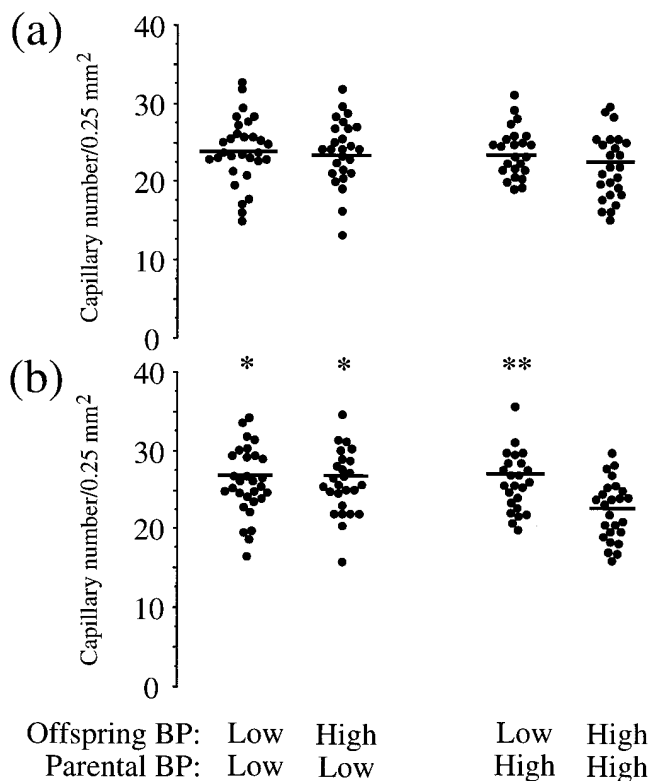 (a)
Capillary number/0.25 mm²
40
30
20
10
0
(b)
* * **
Capillary number/0.25 mm²
40
30
20
10
0
Offspring BP: Low High Low High
Parental BP: Low Low High High